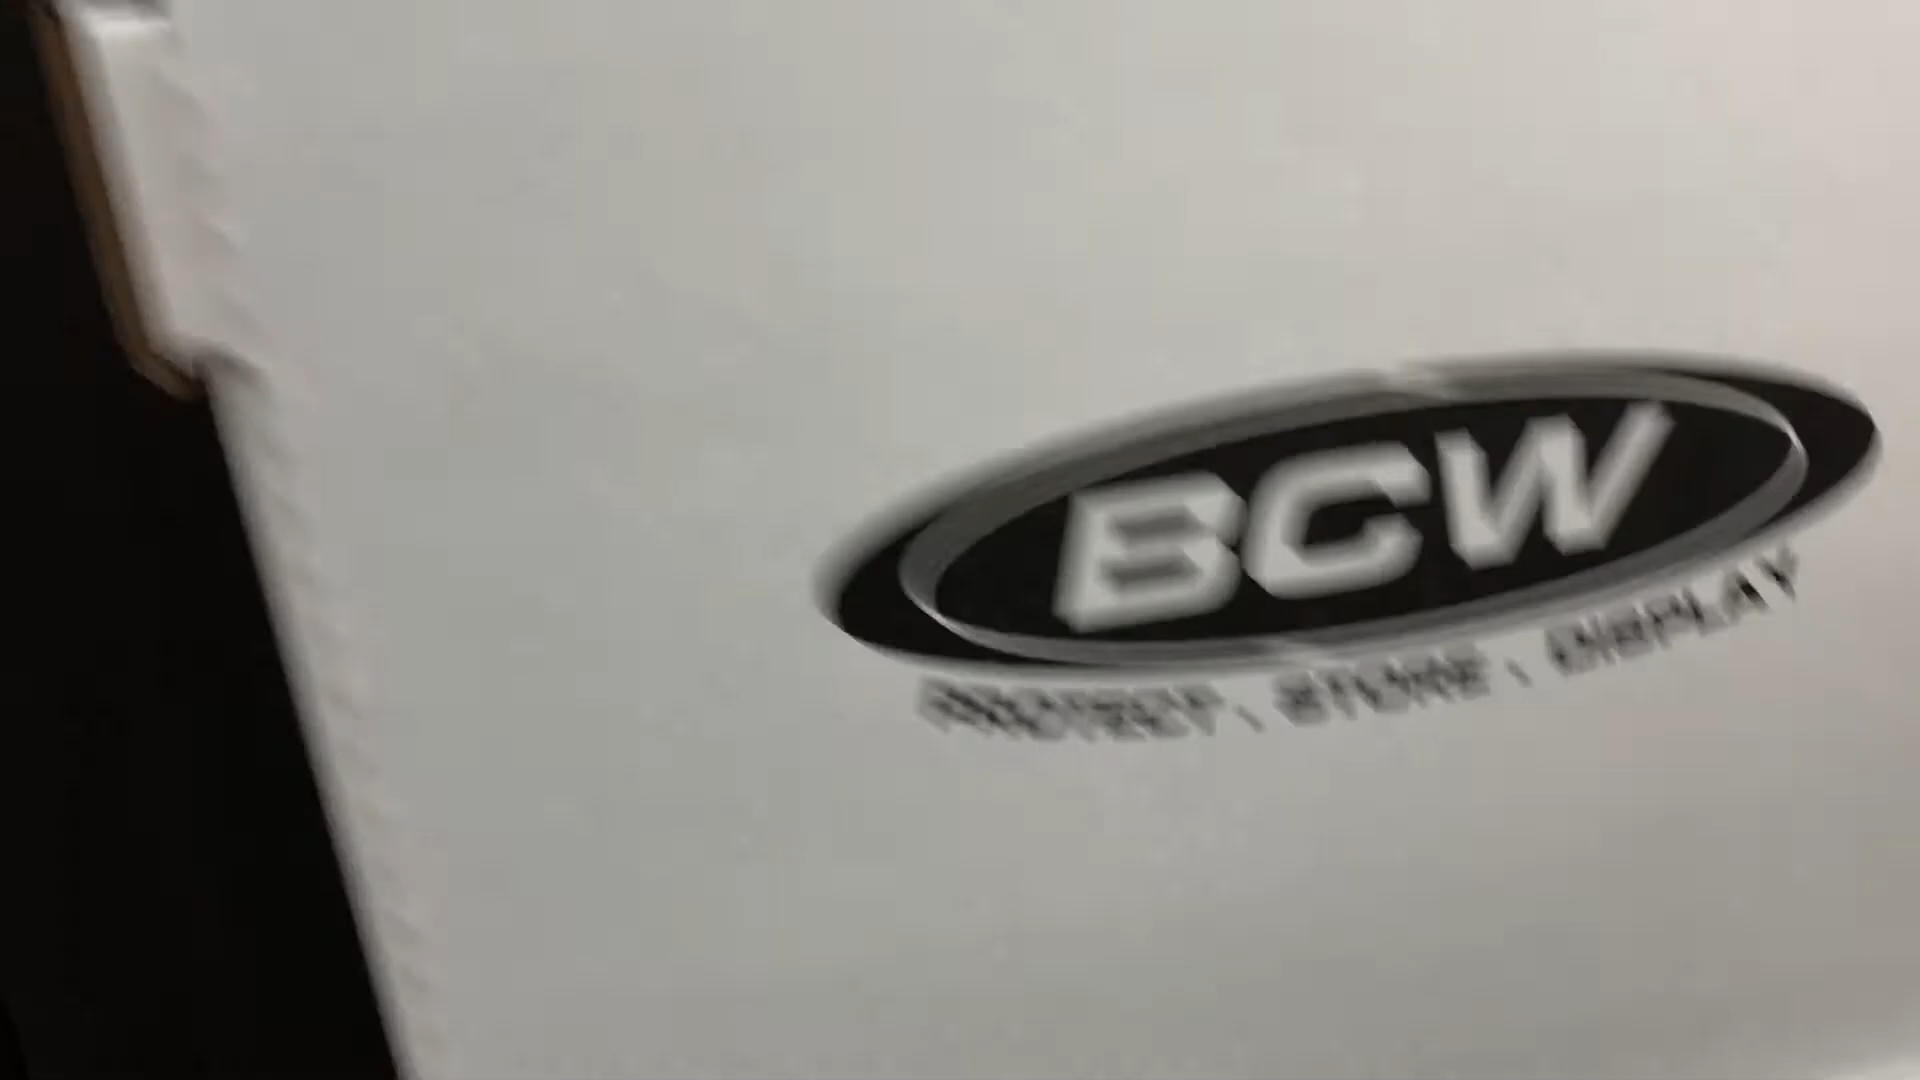 BCW
PROTECT . STORE . DISPLAY